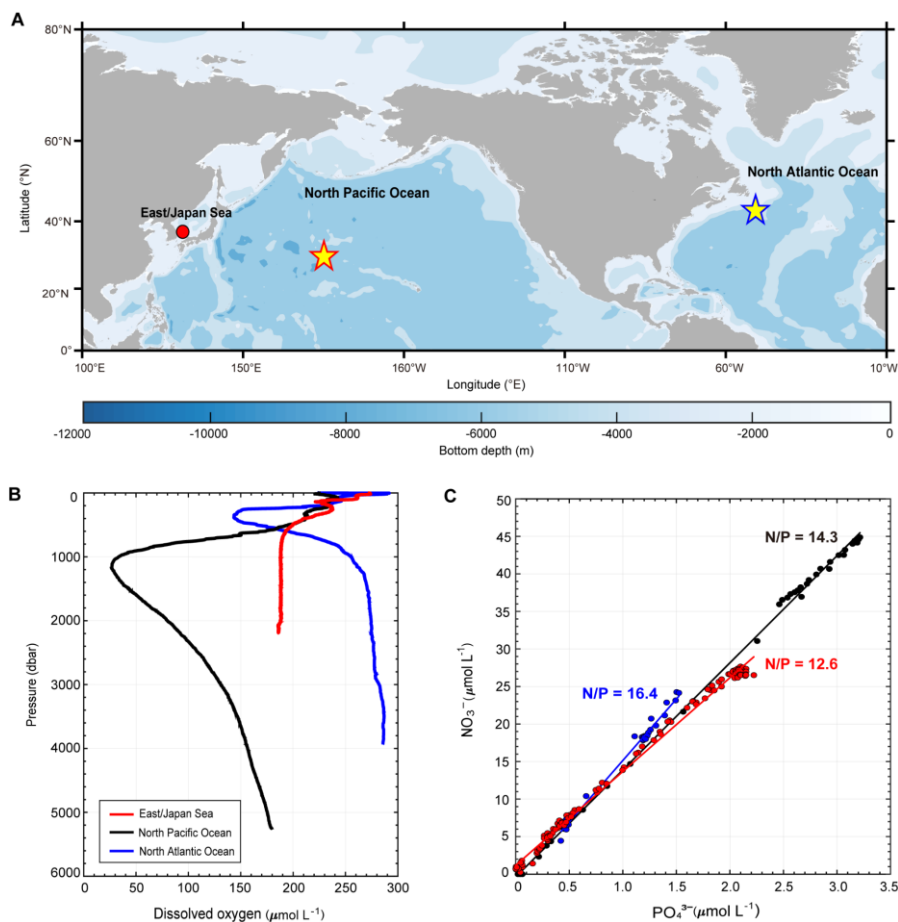 A
80°N
60°N
40°N
20°N
0°
Latitude (°N)
North Pacific Ocean
North Atlantic Ocean
East/Japan Sea
100°E
150°E
160°W
110°W
60°W
10°W
Longitude (°E)
-12000
-10000
-8000
-6000
-4000
-2000
0
Bottom depth (m)
B
0
1000
2000
3000
4000
5000
6000
Pressure (dbar)
East/Japan Sea
North Pacific Ocean
North Atlantic Ocean
0
50
100
150
200
250
300
Dissolved oxygen (μmol L⁻¹)
C
50
45
40
35
30
25
20
15
10
5
0
NO₃⁻ (μmol L⁻¹)
N/P = 14.3
N/P = 12.6
N/P = 16.4
0.0
0.5
1.0
1.5
2.0
2.5
3.0
3.5
PO₄³⁻ (μmol L⁻¹)